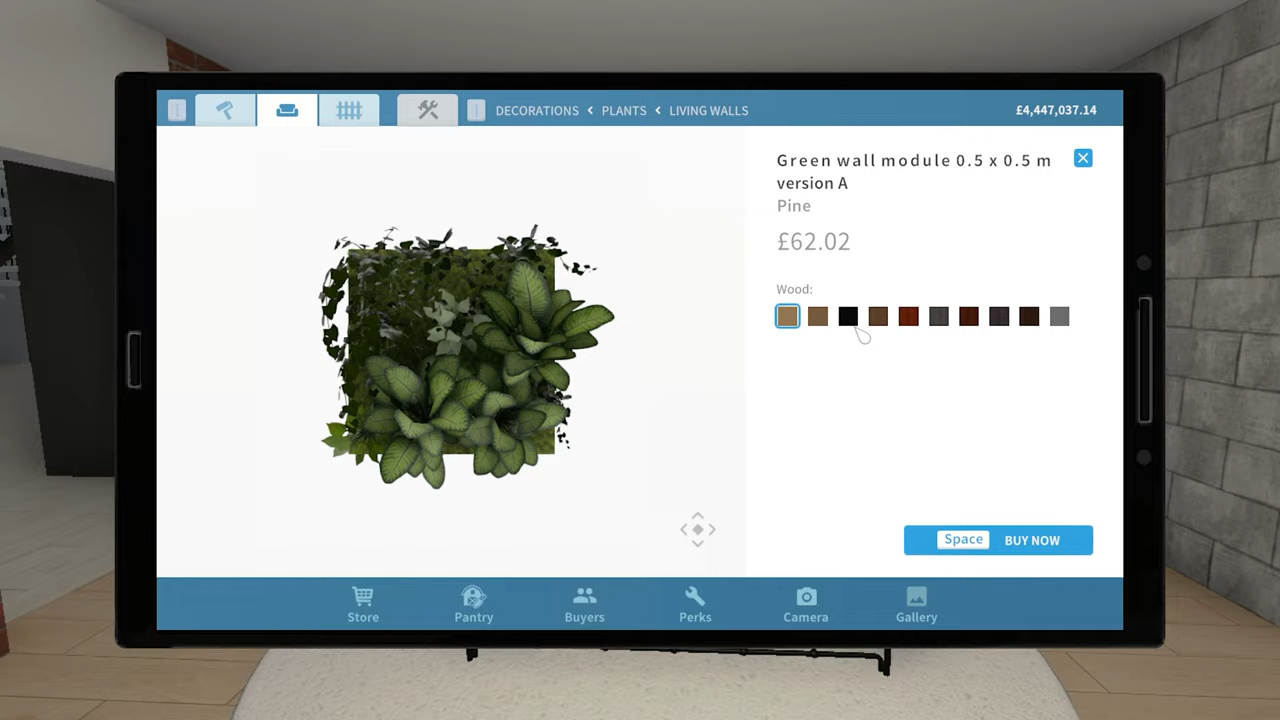 DECORATIONS < PLANTS < LIVING WALLS
£4,447,037.14
Green wall module 0.5 x 0.5 m
version A
Pine
£62.02
Wood:
Space BUY NOW
Store Pantry Buyers Perks Camera Gallery